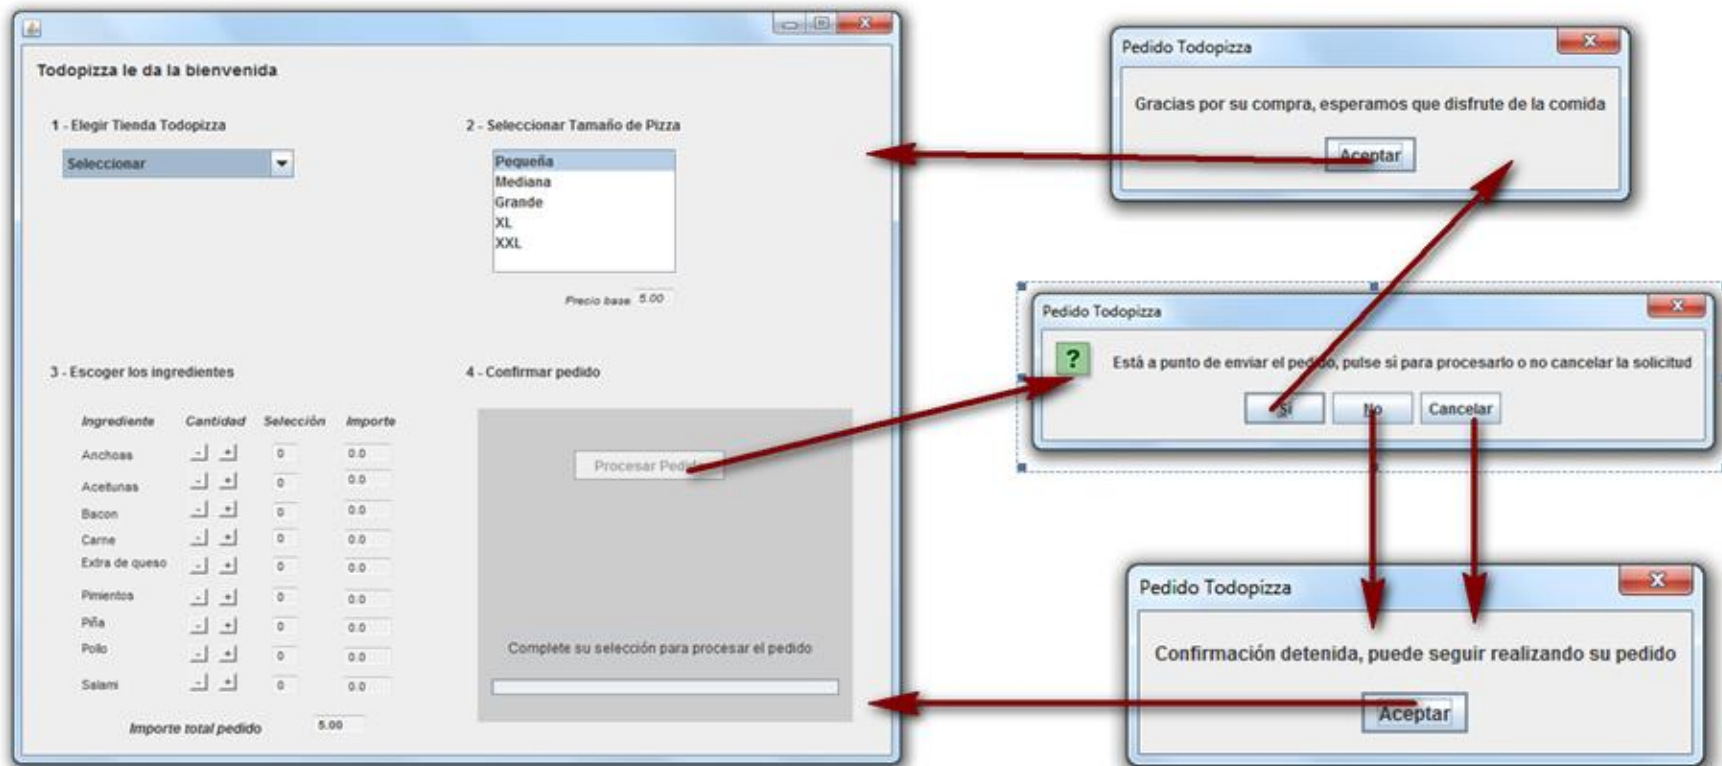 Todopizza le da la bienvenida
1 - Elegir Tienda Todopizza
Seleccionar
2 - Seleccionar Tamaño de Pizza
Pequeña
Mediana
Grande
XL
XXL
Precio base 5.00
3 - Escoger los ingredientes
Ingrediente Cantidad Selección Importe
Anchoas - + 0 0.0
Aceitunas - + 0 0.0
Bacon - + 0 0.0
Carne - + 0 0.0
Extra de queso - + 0 0.0
Pimientos - + 0 0.0
Piña - + 0 0.0
Pollo - + 0 0.0
Salami - + 0 0.0
Importe total pedido 5.00
4 - Confirmar pedido
Procesar Pedido
Complete su selección para procesar el pedido
Pedido Todopizza
Gracias por su compra, esperamos que disfrute de la comida
Aceptar
Pedido Todopizza
?
Está a punto de enviar el pedido, pulse sí para procesarlo o no cancelar la solicitud
Sí No Cancelar
Pedido Todopizza
Confirmación detenida, puede seguir realizando su pedido
Aceptar